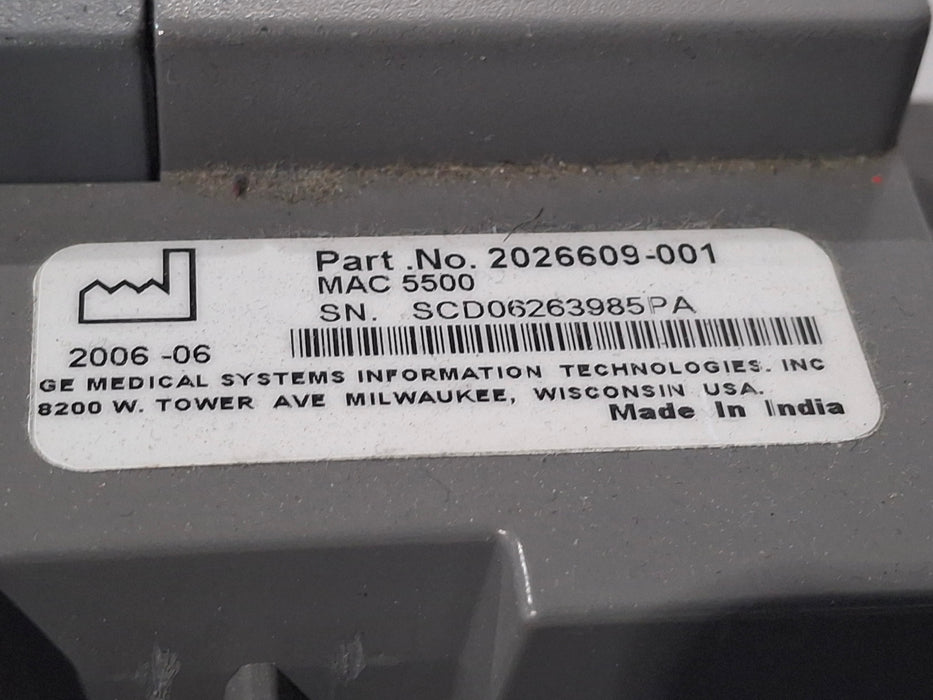 Part .No. 2026609-001
MAC 5500
SN. SCD06263985PA
2006 -06
GE MEDICAL SYSTEMS INFORMATION TECHNOLOGIES. INC
8200 W. TOWER AVE MILWAUKEE, WISCONSIN USA.
Made In India